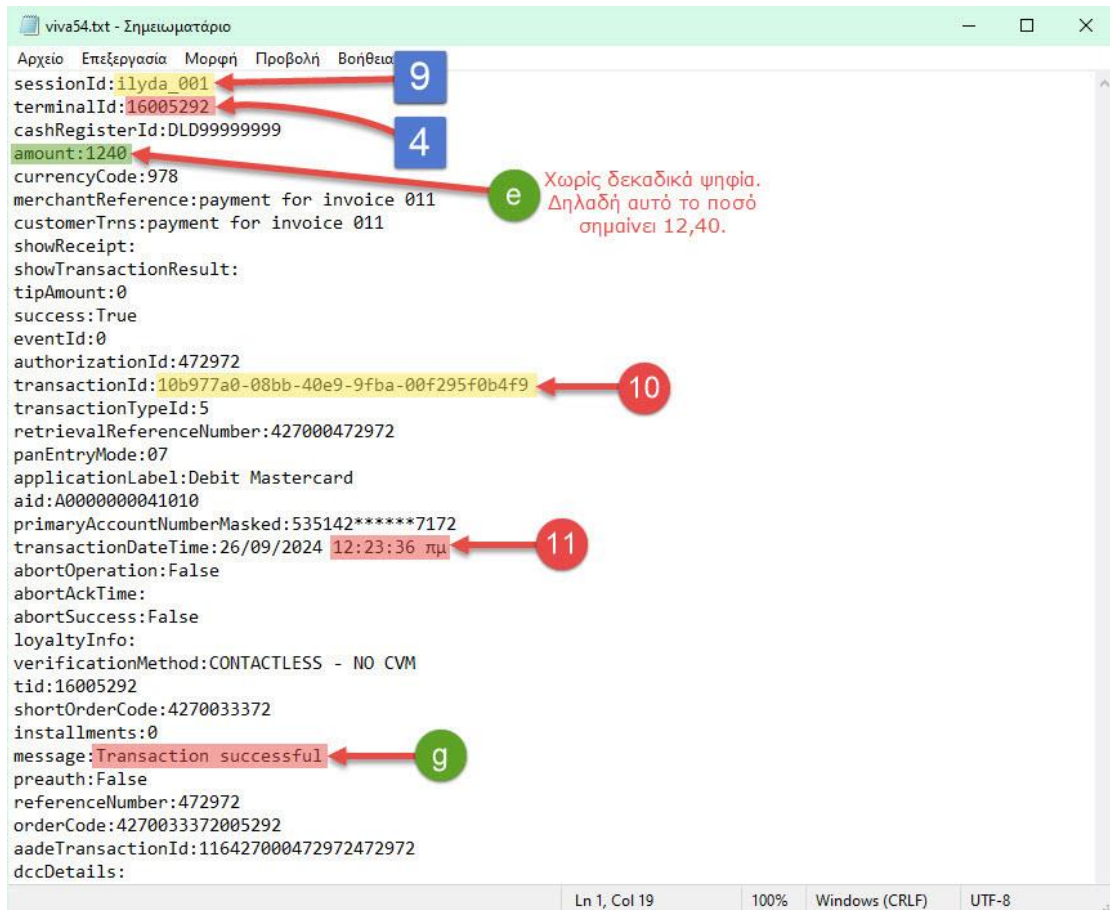 viva54.txt - Σημειωματάριο
Αρχείο Επεξεργασία Μορφή Προβολή Βοήθεια
sessionId:ilyda_001
9
terminalId:16005292
cashRegisterId:DLD99999999
4
amount:1240
currencyCode:978
merchantReference:payment for invoice 011
e
Χωρίς δεκαδικά ψηφία.
Δηλαδή αυτό το ποσό
σημαίνει 12,40.
customerTrns:payment for invoice 011
showReceipt:
showTransactionResult:
tipAmount:0
success:True
eventId:0
authorizationId:472972
transactionId:10b977a0-08bb-40e9-9fba-00f295f0b4f9
10
transactionTypeId:5
retrievalReferenceNumber:427000472972
panEntryMode:07
applicationLabel:Debit Mastercard
aid:A0000000041010
primaryAccountNumberMasked:535142******7172
transactionDateTime:26/09/2024 12:23:36 πμ
11
abortOperation:False
abortAckTime:
abortSuccess:False
loyaltyInfo:
verificationMethod:CONTACTLESS - NO CVM
tid:16005292
shortOrderCode:4270033372
installments:0
message:Transaction successful
g
preauth:False
referenceNumber:472972
orderCode:4270033372005292
aadeTransactionId:116427000472972472972
dccDetails:
Ln 1, Col 19 100% Windows (CRLF) UTF-8